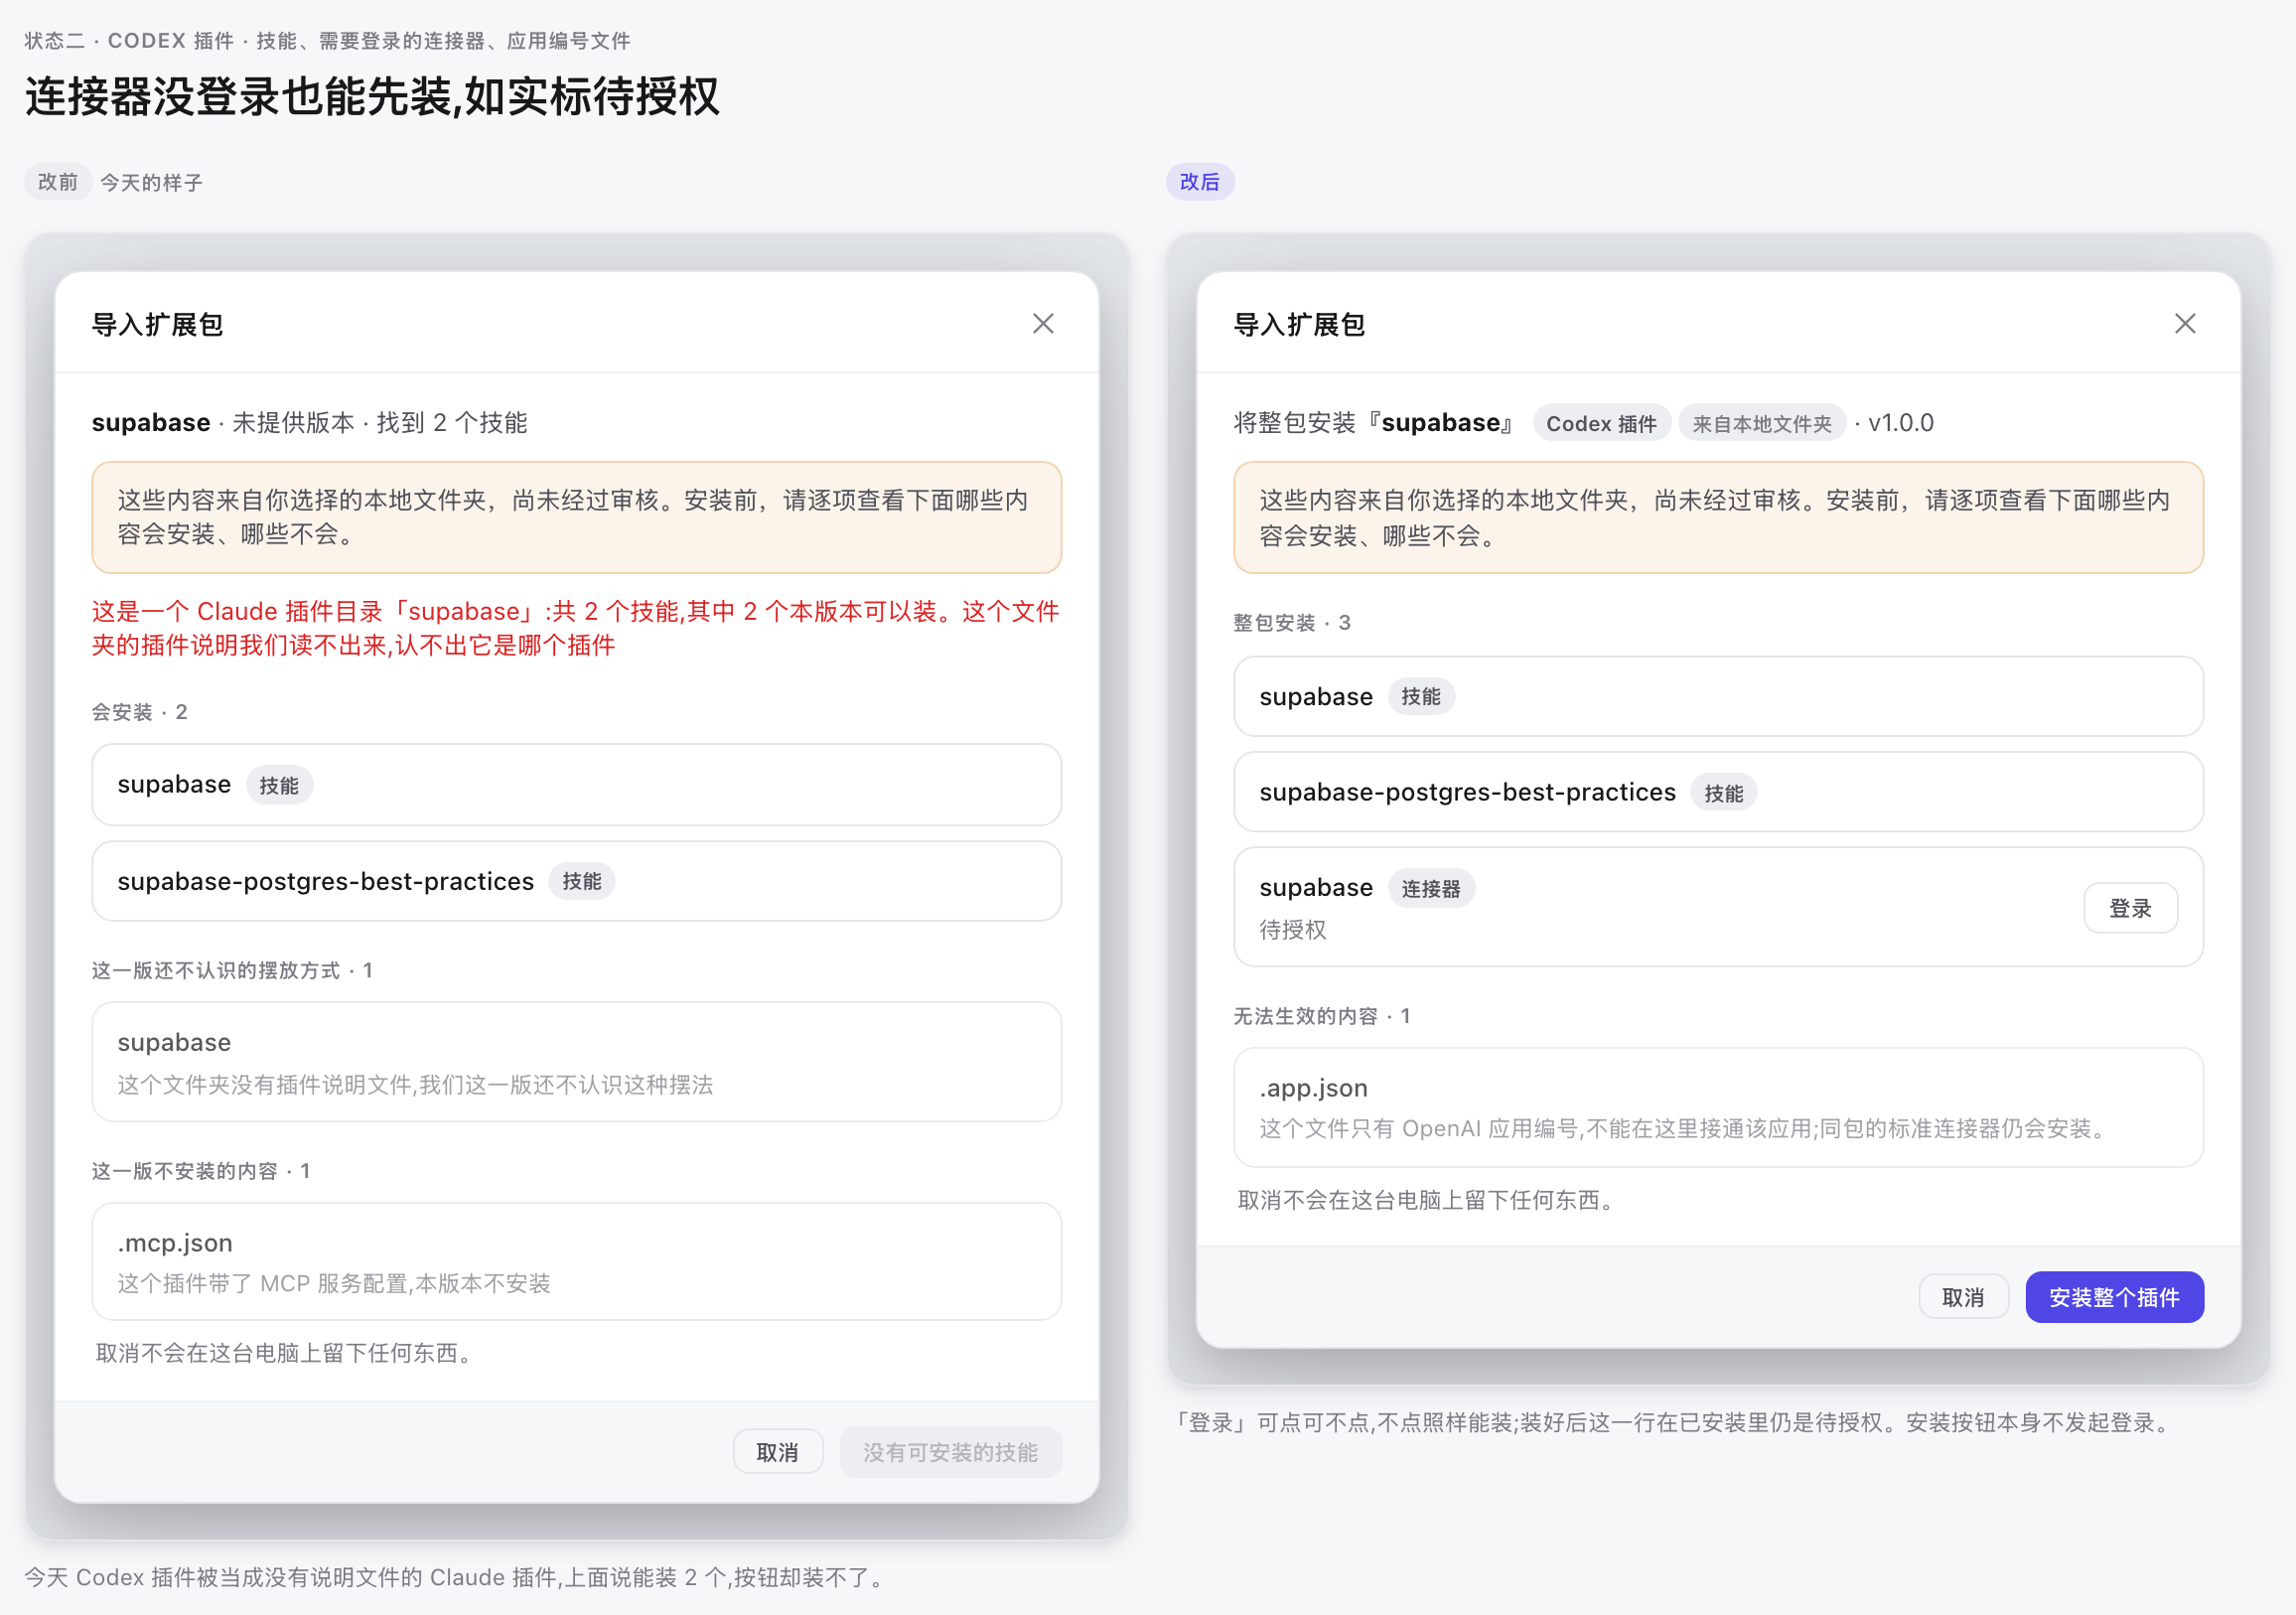 状态二 · CODEX 插件 · 技能、需要登录的连接器、应用编号文件
连接器没登录也能先装,如实标待授权
改前 今天的样子
导入扩展包
supabase · 未提供版本 · 找到 2 个技能
这些内容来自你选择的本地文件夹，尚未经过审核。安装前，请逐项查看下面哪些内
容会安装、哪些不会。
这是一个 Claude 插件目录「supabase」:共 2 个技能,其中 2 个本版本可以装。这个文件
夹的插件说明我们读不出来,认不出它是哪个插件
会安装 · 2
supabase 技能
supabase-postgres-best-practices 技能
这一版还不认识的摆放方式 · 1
supabase
这个文件夹没有插件说明文件,我们这一版还不认识这种摆法
这一版不安装的内容 · 1
.mcp.json
这个插件带了 MCP 服务配置,本版本不安装
取消不会在这台电脑上留下任何东西。
取消 没有可安装的技能
今天 Codex 插件被当成没有说明文件的 Claude 插件,上面说能装 2 个,按钮却装不了。
改后
导入扩展包
将整包安装『supabase』 Codex 插件 来自本地文件夹 · v1.0.0
这些内容来自你选择的本地文件夹，尚未经过审核。安装前，请逐项查看下面哪些内
容会安装、哪些不会。
整包安装 · 3
supabase 技能
supabase-postgres-best-practices 技能
supabase 连接器
待授权
登录
无法生效的内容 · 1
.app.json
这个文件只有 OpenAI 应用编号,不能在这里接通该应用;同包的标准连接器仍会安装。
取消不会在这台电脑上留下任何东西。
取消 安装整个插件
「登录」可点可不点,不点照样能装;装好后这一行在已安装里仍是待授权。安装按钮本身不发起登录。